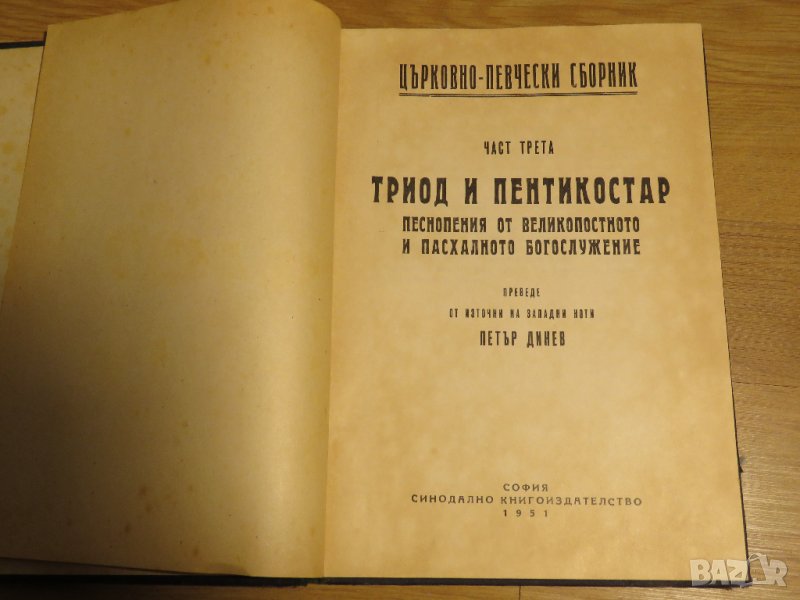 ЦЪРКОВНО-ПЕВЧЕСКИ СБОРНИК
ЧАСТ ТРЕТА
ТРИОД И ПЕНТИКОСТАР
ПЕСНОПЕНИЯ ОТ ВЕЛИКОПОСТНОТО
И ПАСХАЛНОТО БОГОСЛУЖЕНИЕ
ПРЕВЕДЕ
ОТ ИЗТОЧНИ НА ЗАПАДНИ НОТИ
ПЕТЪР ДИНЕВ
СОФИЯ
СИНОДАЛНО КНИГОИЗДАТЕЛСТВО
1951
BAZAR